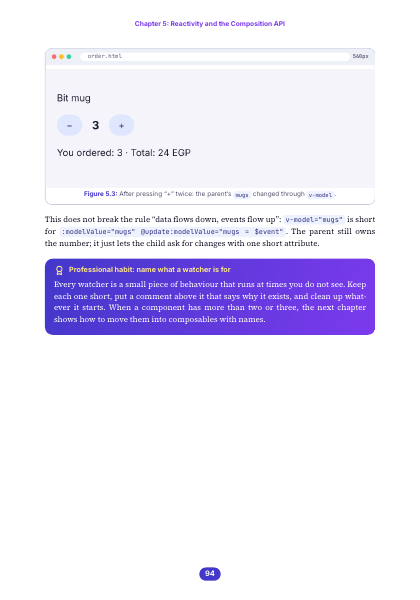 Chapter 5: Reactivity and the Composition API
order.html
560px
Bit mug
− 3 +
You ordered: 3 · Total: 24 EGP
Figure 5.3: After pressing “+” twice: the parent’s mugs changed through v-model.
This does not break the rule “data flows down, events flow up”: v-model="mugs" is short
for :modelValue="mugs" @update:modelValue="mugs = $event". The parent still owns
the number; it just lets the child ask for changes with one short attribute.
Professional habit: name what a watcher is for
Every watcher is a small piece of behaviour that runs at times you do not see. Keep
each one short, put a comment above it that says why it exists, and clean up what-
ever it starts. When a component has more than two or three, the next chapter
shows how to move them into composables with names.
94